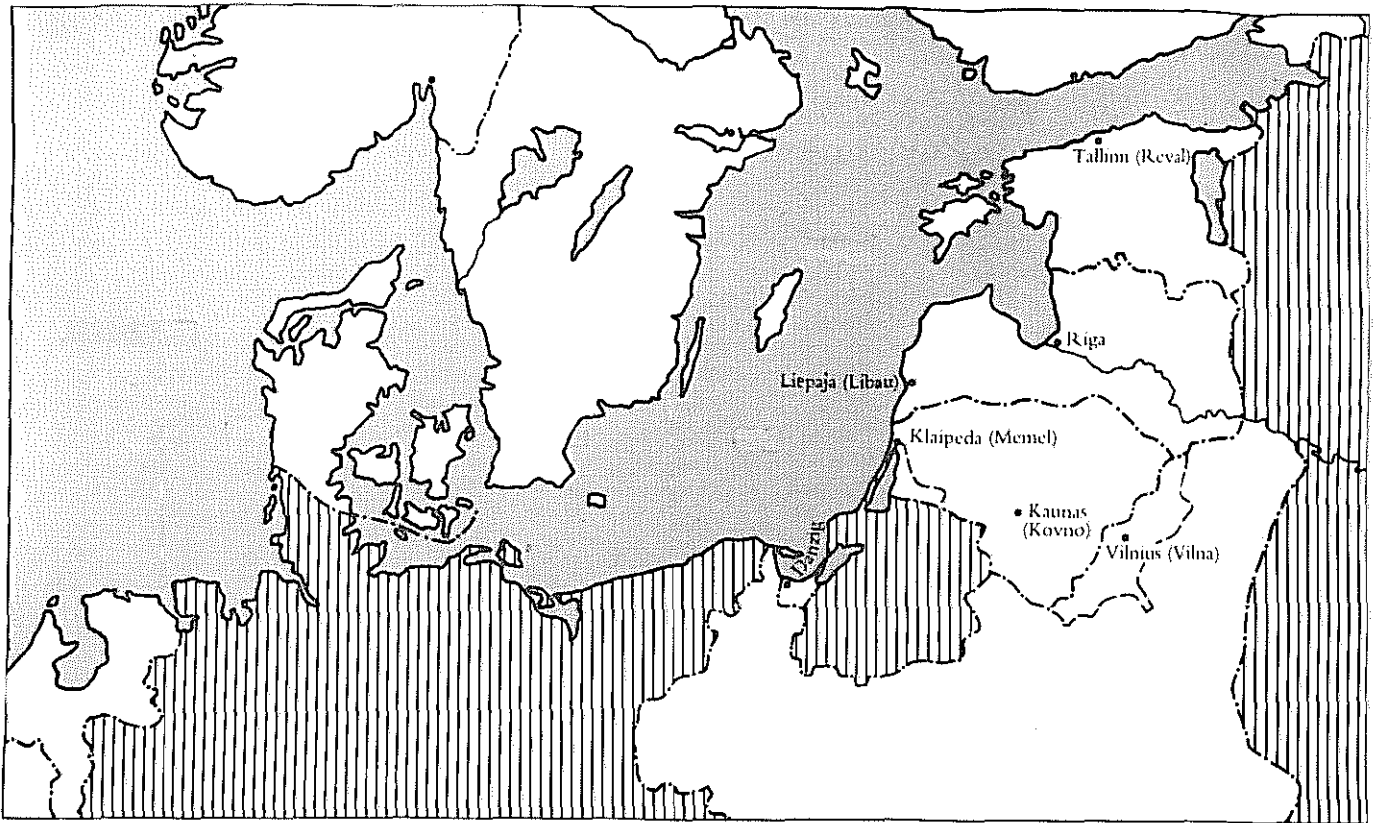 Tallinn (Reval)
Riga
Liepaja (Libau)
Klaipeda (Memel)
Kaunas
(Kovno)
Vilnius (Vilna)
Danzig